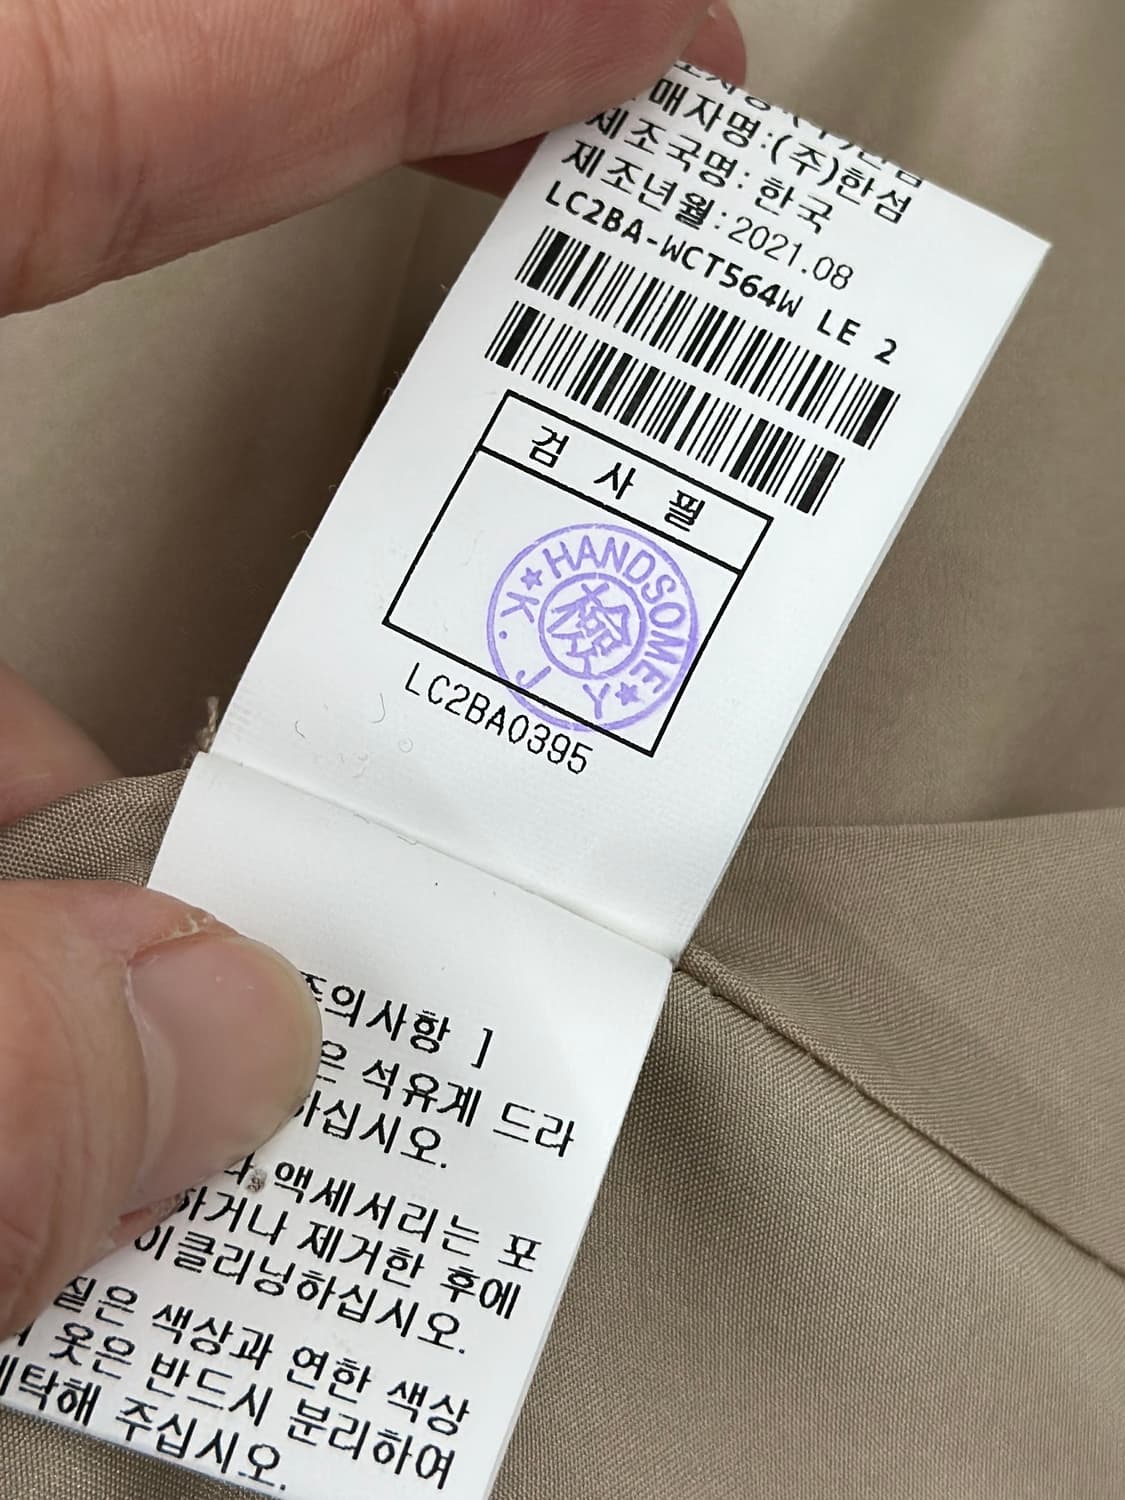 매자명:(주)한섬
제조국명: 한국
제조년월:2021.08
LC2BA-WCT564W LE 2
검 사 필
HANDSOME
檢
K. J Y
LC2BA0395
의사항 ]
은 석유계 드라
하십시오.
액세서리는 포
하거나 제거한 후에
이클리닝하십시오.
질은 색상과 연한 색상
옷은 반드시 분리하여
세탁해 주십시오.